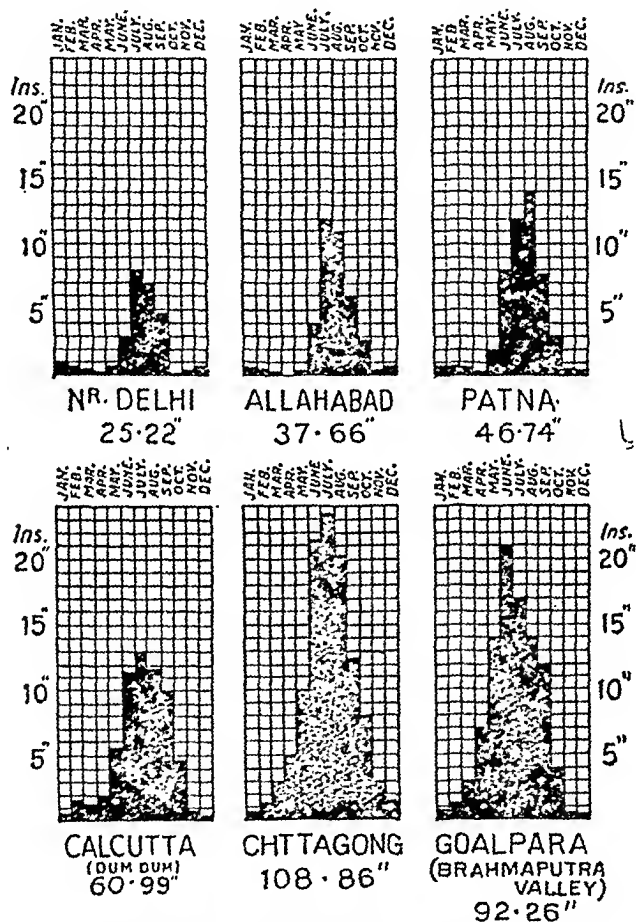 JAN. FEB. MAR. APR. MAY. JUNE. JULY. AUG. SEP. OCT. NOV. DEC. JAN. FEB. MAR. APR. MAY. JUNE. JULY. AUG. SEP. OCT. NOV. DEC. JAN. FEB. MAR. APR. MAY. JUNE. JULY. AUG. SEP. OCT. NOV. DEC.
Ins. Ins.
20" 20"
15" 15"
10" 10"
5" 5"
NR. DELHI ALLAHABAD PATNA.
25·22" 37·66" 46·74"
JAN. FEB. MAR. APR. MAY. JUNE. JULY. AUG. SEP. OCT. NOV. DEC. JAN. FEB. MAR. APR. MAY. JUNE JULY. AUG. SEP. OCT. NOV. DEC. JAN. FEB. MAR. APR. MAY. JUNE. JULY. AUG. SEP. OCT. NOV. DEC.
Ins. Ins.
20" 20"
15" 15"
10" 10"
5" 5"
CALCUTTA CHTTAGONG GOALPARA
(DUM DUM) 108·86" (BRAHMAPUTRA
60·99" VALLEY)
92·26"